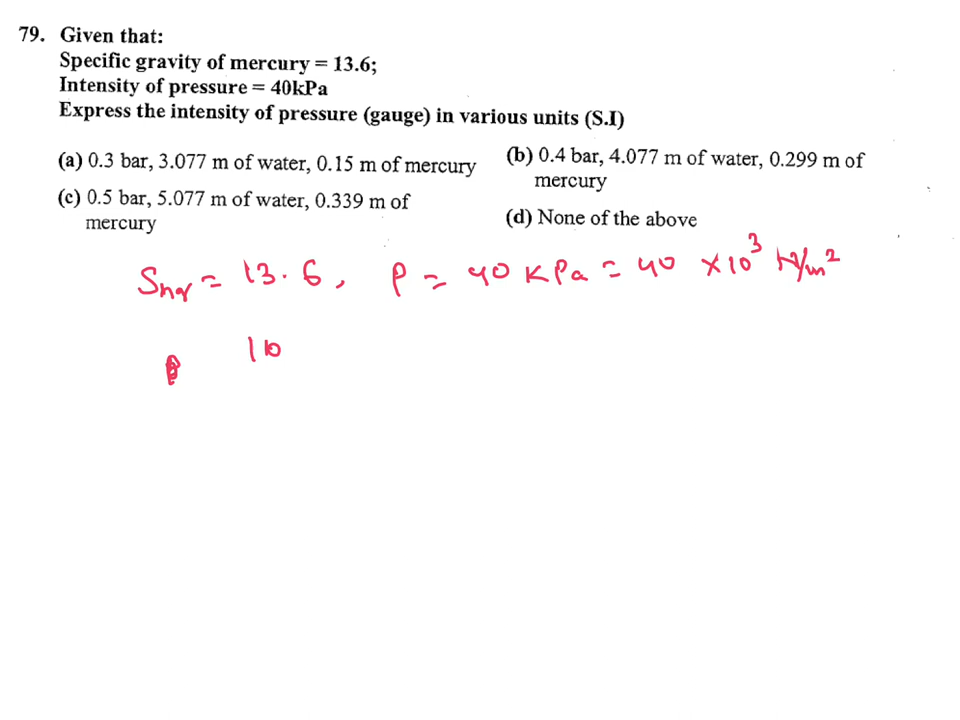 79. Given that:
Specific gravity of mercury = 13.6;
Intensity of pressure = 40kPa
Express the intensity of pressure (gauge) in various units (S.I)
(a) 0.3 bar, 3.077 m of water, 0.15 m of mercury
(b) 0.4 bar, 4.077 m of water, 0.299 m of
mercury
(c) 0.5 bar, 5.077 m of water, 0.339 m of
mercury
(d) None of the above
S = 13.6, P = 40 KPa = 40 × 10³ N/m²
10